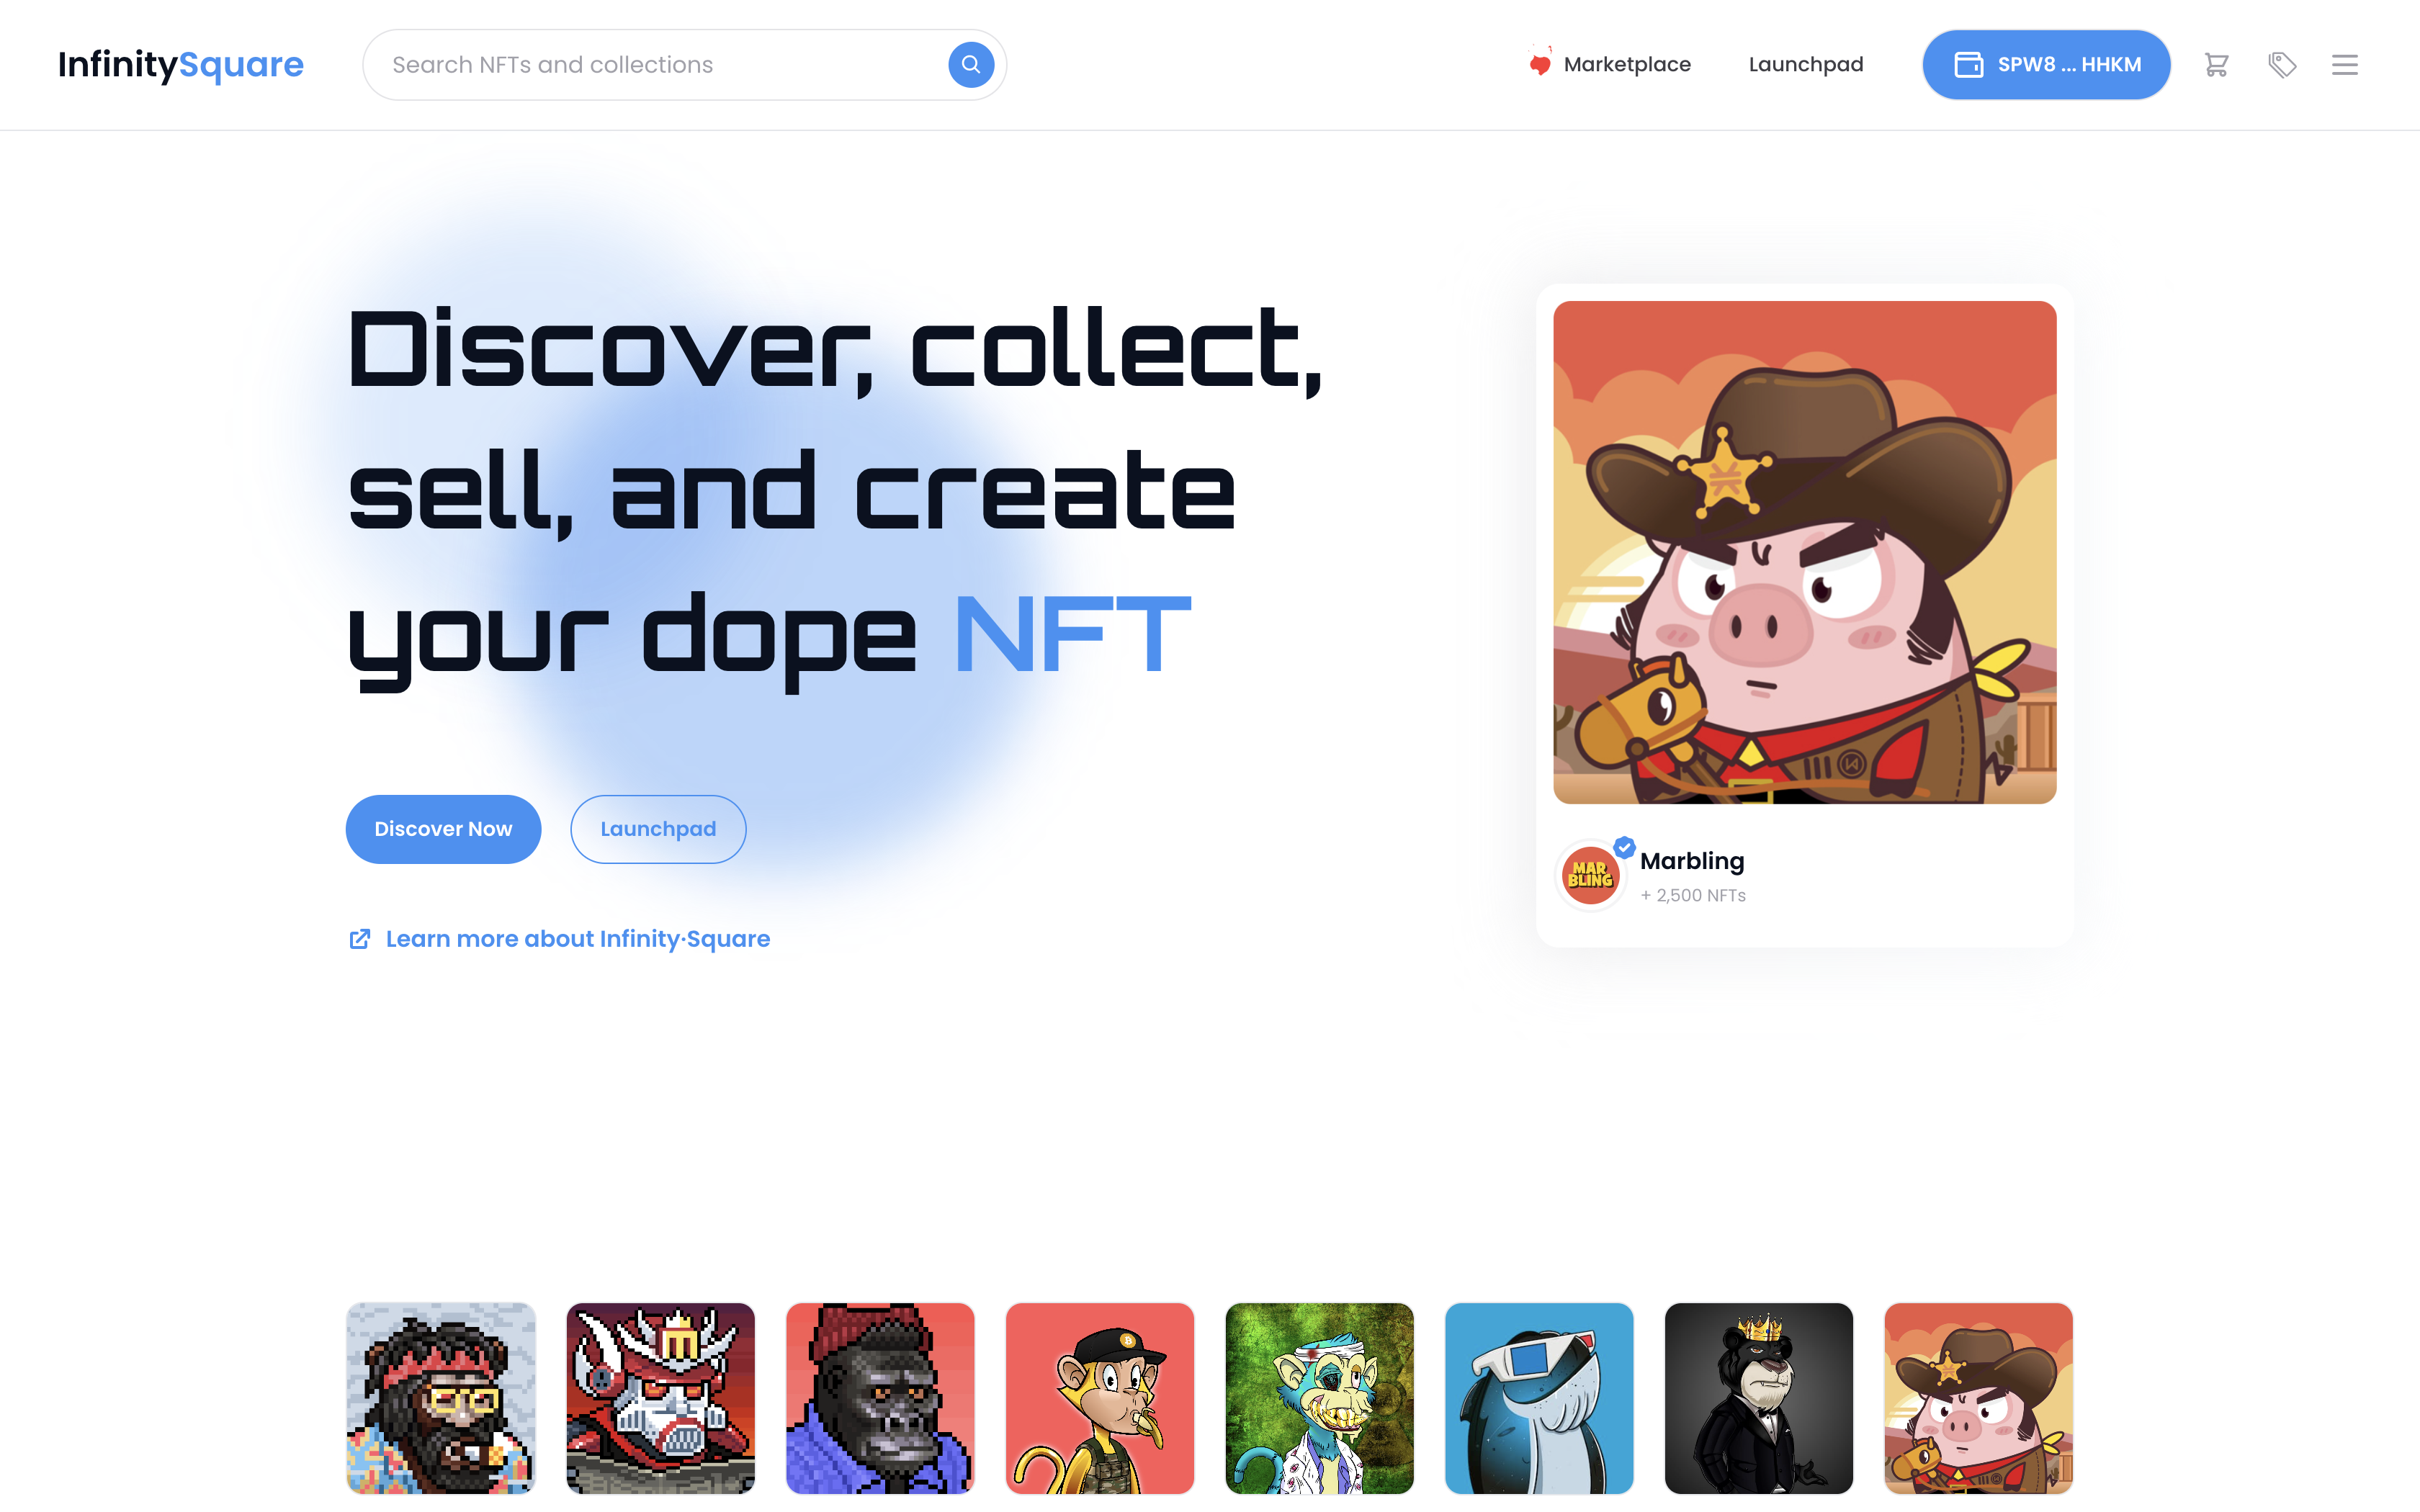 InfinitySquare
Search NFTs and collections
Marketplace
Launchpad
SPW8 ... HHKM
Discover, collect,
sell, and create
your dope NFT
Discover Now
Launchpad
Learn more about Infinity·Square
MAR
BLING
Marbling
+ 2,500 NFTs